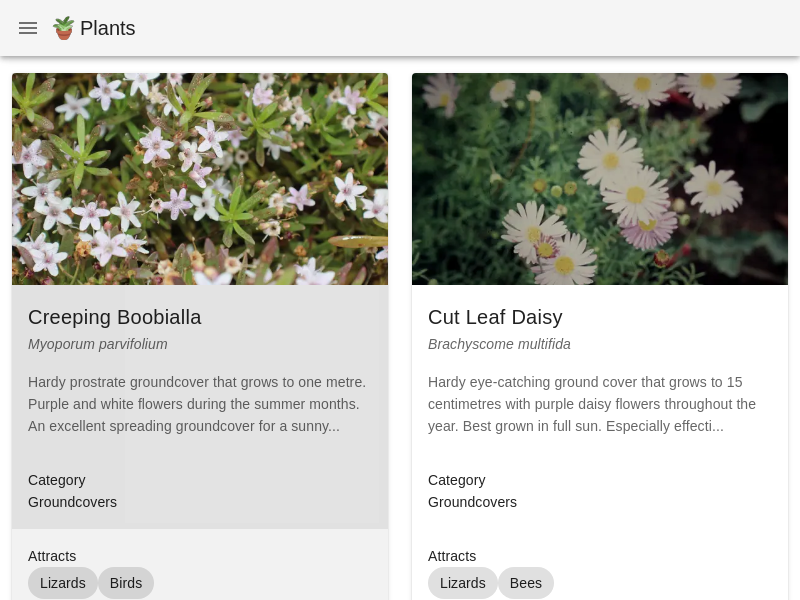 Plants
Creeping Boobialla
Myoporum parvifolium
Hardy prostrate groundcover that grows to one metre.
Purple and white flowers during the summer months.
An excellent spreading groundcover for a sunny...
Category
Groundcovers
Attracts
Lizards
Birds
Cut Leaf Daisy
Brachyscome multifida
Hardy eye-catching ground cover that grows to 15
centimetres with purple daisy flowers throughout the
year. Best grown in full sun. Especially effecti...
Category
Groundcovers
Attracts
Lizards
Bees